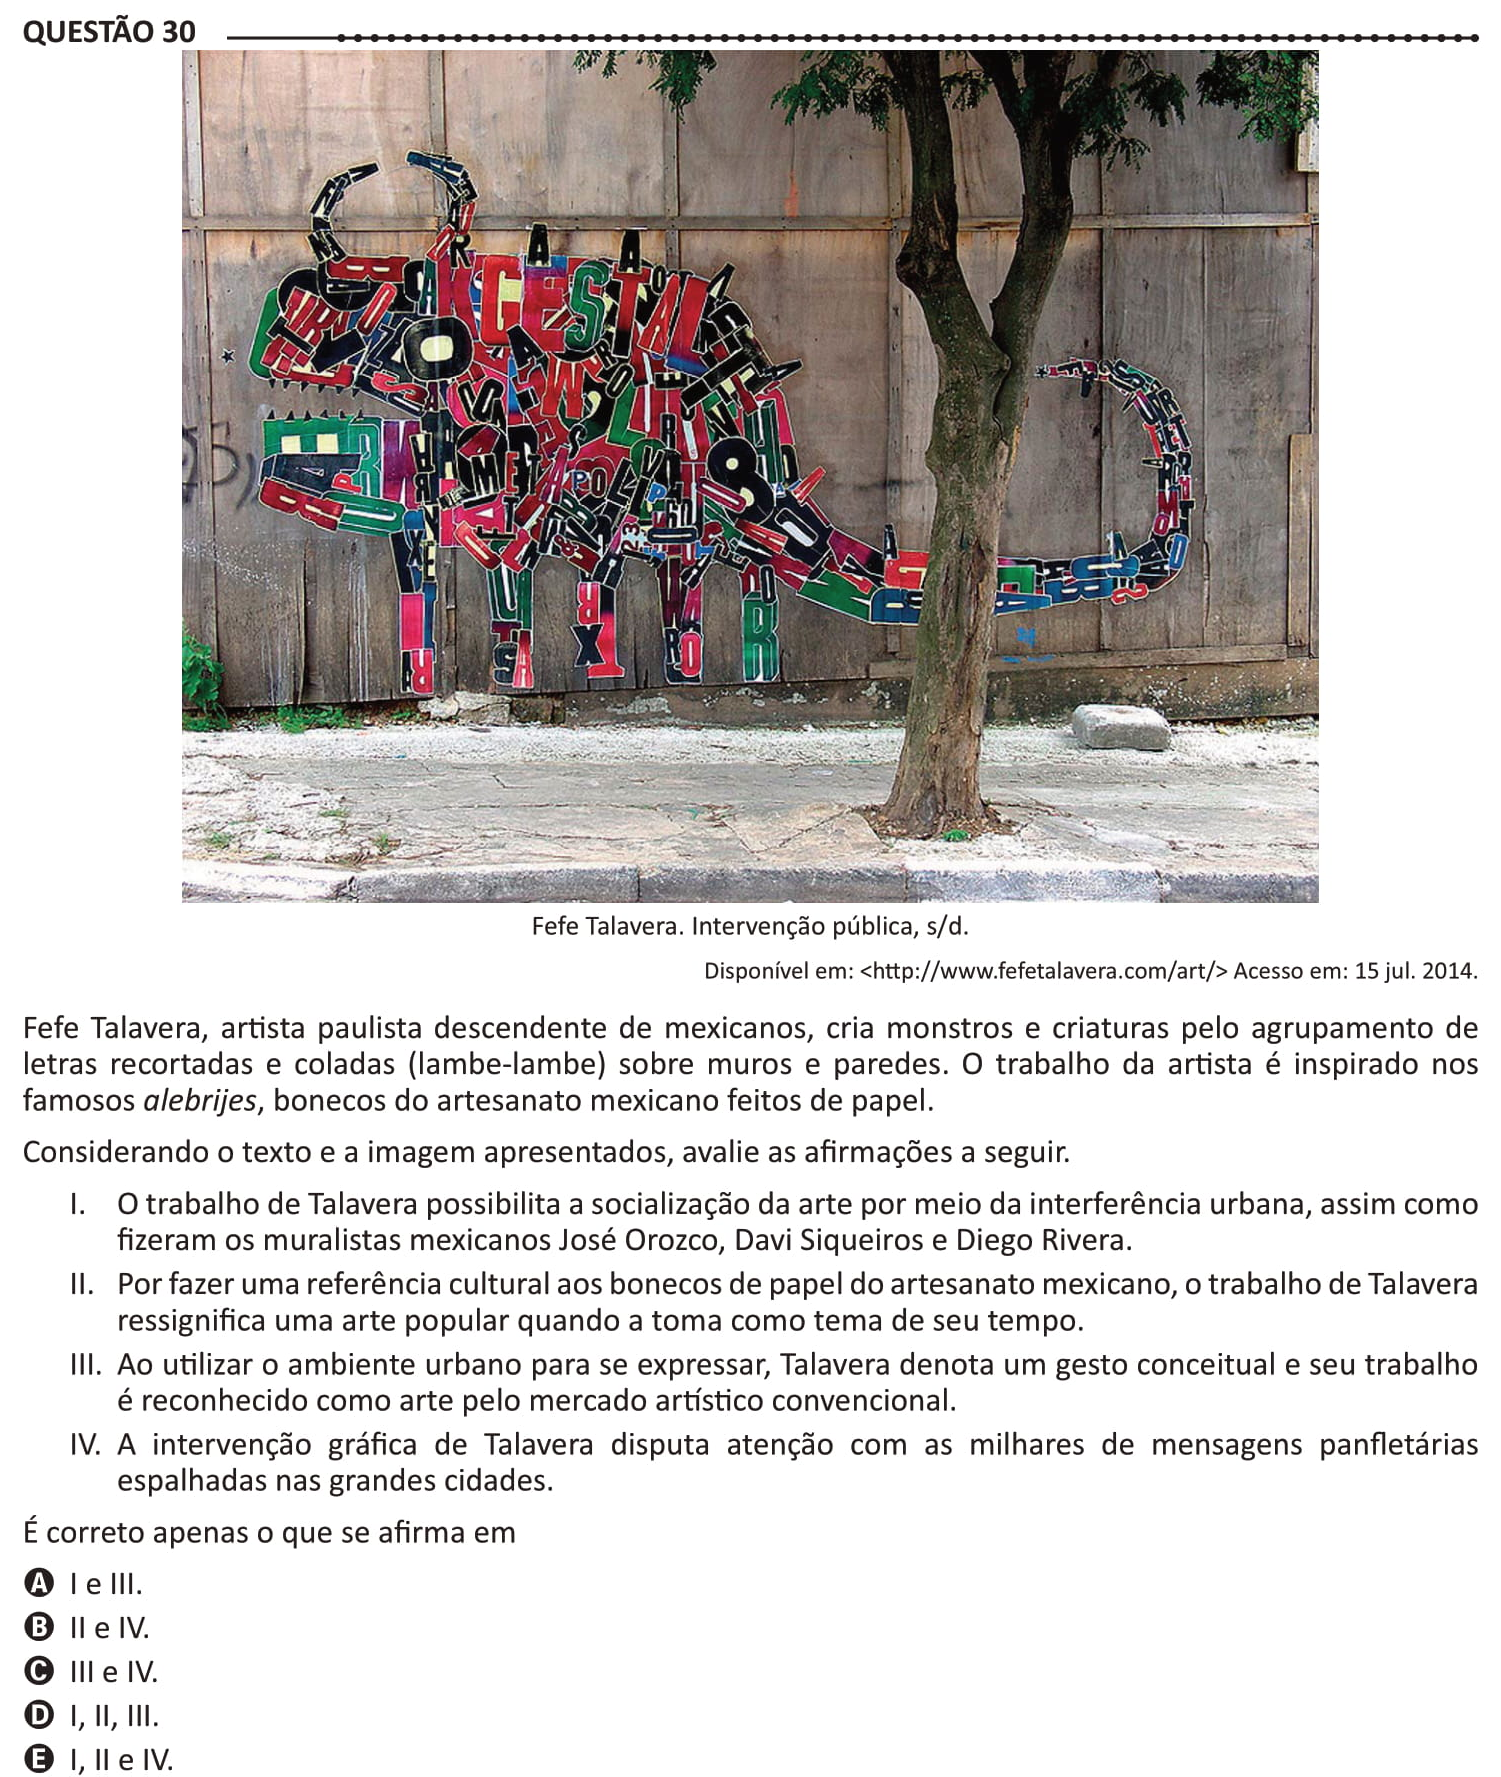 QUESTÃO 30
GESTAL
Fefe Talavera. Intervenção pública, s/d.
Disponível em: <http://www.fefetalavera.com/art/> Acesso em: 15 jul. 2014.
Fefe Talavera, artista paulista descendente de mexicanos, cria monstros e criaturas pelo agrupamento de
letras recortadas e coladas (lambe-lambe) sobre muros e paredes. O trabalho da artista é inspirado nos
famosos alebrijes, bonecos do artesanato mexicano feitos de papel.
Considerando o texto e a imagem apresentados, avalie as afirmações a seguir.
I. O trabalho de Talavera possibilita a socialização da arte por meio da interferência urbana, assim como
fizeram os muralistas mexicanos José Orozco, Davi Siqueiros e Diego Rivera.
II. Por fazer uma referência cultural aos bonecos de papel do artesanato mexicano, o trabalho de Talavera
ressignifica uma arte popular quando a toma como tema de seu tempo.
III. Ao utilizar o ambiente urbano para se expressar, Talavera denota um gesto conceitual e seu trabalho
é reconhecido como arte pelo mercado artístico convencional.
IV. A intervenção gráfica de Talavera disputa atenção com as milhares de mensagens panfletárias
espalhadas nas grandes cidades.
É correto apenas o que se afirma em
A I e III.
B II e IV.
C III e IV.
D I, II, III.
E I, II e IV.